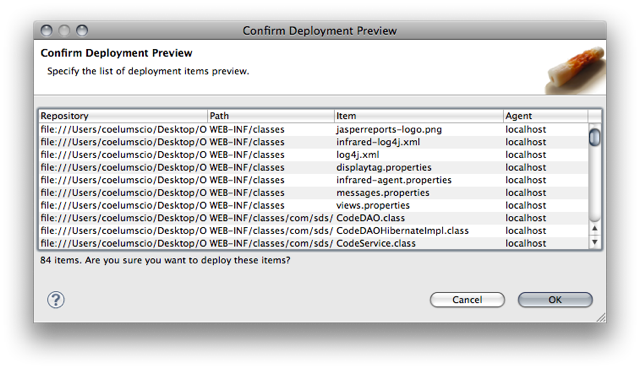 Confirm Deployment Preview
Confirm Deployment Preview
Specify the list of deployment items preview.
Repository Path Item Agent
file:///Users/coelumscio/Desktop/O WEB-INF/classes jasperreports-logo.png localhost
file:///Users/coelumscio/Desktop/O WEB-INF/classes infrared-log4j.xml localhost
file:///Users/coelumscio/Desktop/O WEB-INF/classes log4j.xml localhost
file:///Users/coelumscio/Desktop/O WEB-INF/classes displaytag.properties localhost
file:///Users/coelumscio/Desktop/O WEB-INF/classes infrared-agent.properties localhost
file:///Users/coelumscio/Desktop/O WEB-INF/classes messages.properties localhost
file:///Users/coelumscio/Desktop/O WEB-INF/classes views.properties localhost
file:///Users/coelumscio/Desktop/O WEB-INF/classes/com/sds/ CodeDAO.class localhost
file:///Users/coelumscio/Desktop/O WEB-INF/classes/com/sds/ CodeDAOHibernateImpl.class localhost
file:///Users/coelumscio/Desktop/O WEB-INF/classes/com/sds/ CodeService.class localhost
84 items. Are you sure you want to deploy these items?
? Cancel OK